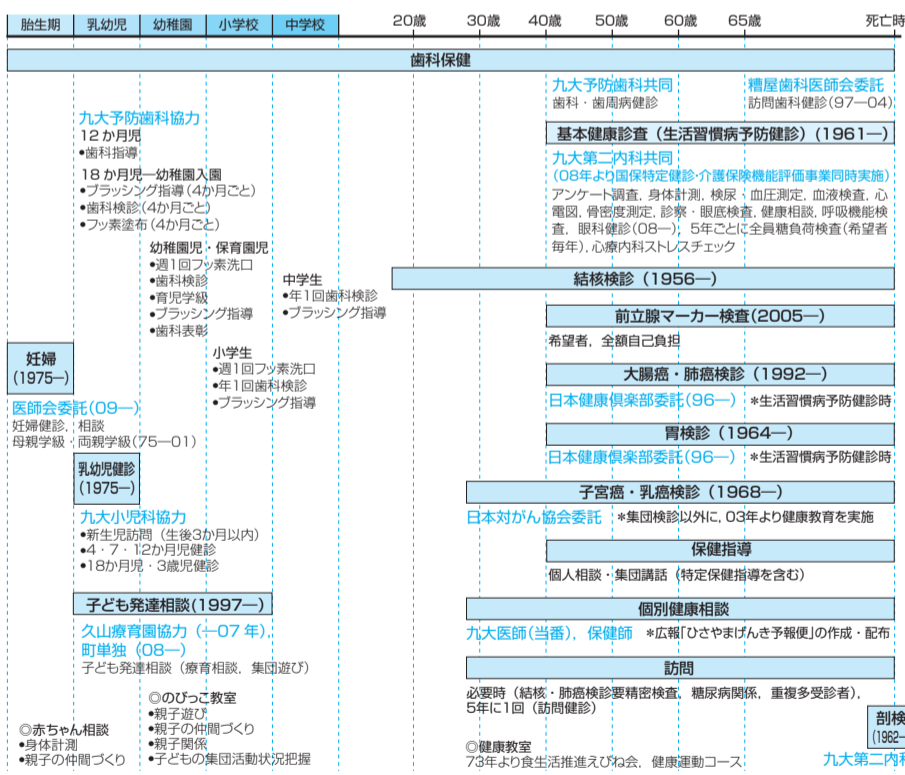 胎生期 乳幼児 幼稚園 小学校 中学校 20歳 30歳 40歳 50歳 60歳 65歳 死亡時
歯科保健
九大予防歯科共同
歯科・歯周病健診
糟屋歯科医師会委託
訪問歯科健診(97―04)
九大予防歯科協力
12か月児
●歯科指導
18か月児―幼稚園入園
●ブラッシング指導(4か月ごと)
●歯科検診(4か月ごと)
●フッ素塗布(4か月ごと)
幼稚園児・保育園児
●週1回フッ素洗口
●歯科検診
●育児学級
●ブラッシング指導
●歯科表彰
中学生
●年1回歯科検診
●ブラッシング指導
小学生
●週1回フッ素洗口
●年1回歯科検診
●ブラッシング指導
基本健康診査(生活習慣病予防健診)(1961―)
九大第二内科共同
(08年より国保特定健診・介護保険機能評価事業同時実施)
アンケート調査, 身体計測, 検尿・血圧測定, 血液検査, 心
電図, 骨密度測定, 診察・眼底検査, 健康相談, 呼吸機能検
査, 眼科健診(08―), 5年ごとに全員糖負荷検査(希望者
毎年), 心療内科ストレスチェック
結核検診(1956―)
前立腺マーカー検査(2005―)
希望者, 全額自己負担
大腸癌・肺癌検診(1992―)
日本健康倶楽部委託(96―) *生活習慣病予防健診時
胃検診(1964―)
日本健康倶楽部委託(96―) *生活習慣病予防健診時
子宮癌・乳癌検診(1968―)
日本対がん協会委託 *集団検診以外に, 03年より健康教育を実施
保健指導
個人相談・集団講話(特定保健指導を含む)
個別健康相談
九大医師(当番), 保健師 *広報「ひさやまげんき予報便」の作成・配布
訪問
必要時(結核・肺癌検診要精密検査, 糖尿病関係, 重複多受診者),
5年に1回(訪問健診)
◎健康教室
73年より食生活推進えびね会, 健康運動コース
剖検
(1962―
九大第二内科
妊婦
(1975―)
医師会委託(09―)
妊婦健診, 相談
母親学級・両親学級(75―01)
乳幼児健診
(1975―)
九大小児科協力
●新生児訪問(生後3か月以内)
●4・7・12か月児健診
●18か月児・3歳児健診
子ども発達相談(1997―)
久山療育園協力(―07年),
町単独(08―)
子ども発達相談(療育相談, 集団遊び)
◎のびっこ教室
●親子遊び
●親子の仲間づくり
●親子関係
●子どもの集団活動状況把握
◎赤ちゃん相談
●身体計測
●親子の仲間づくり